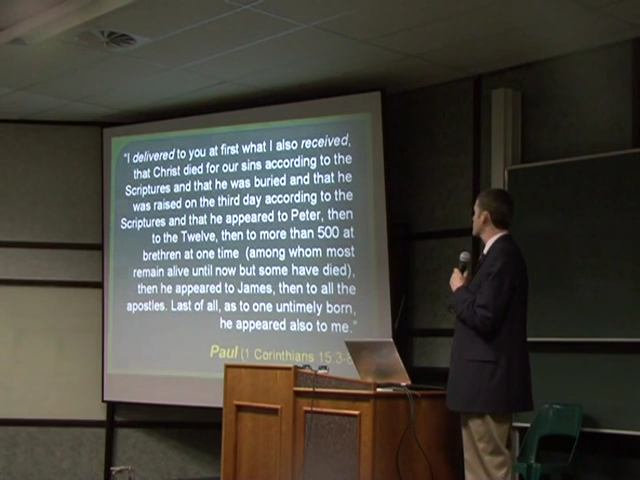 "I delivered to you at first what I also received,
that Christ died for our sins according to the
Scriptures and that he was buried and that he
was raised on the third day according to the
Scriptures and that he appeared to Peter, then
to the Twelve, then to more than 500 at
brethren at one time (among whom most
remain alive until now but some have died),
then he appeared to James, then to all the
apostles. Last of all, as to one untimely born,
he appeared also to me."
Paul (1 Corinthians 15:3-8